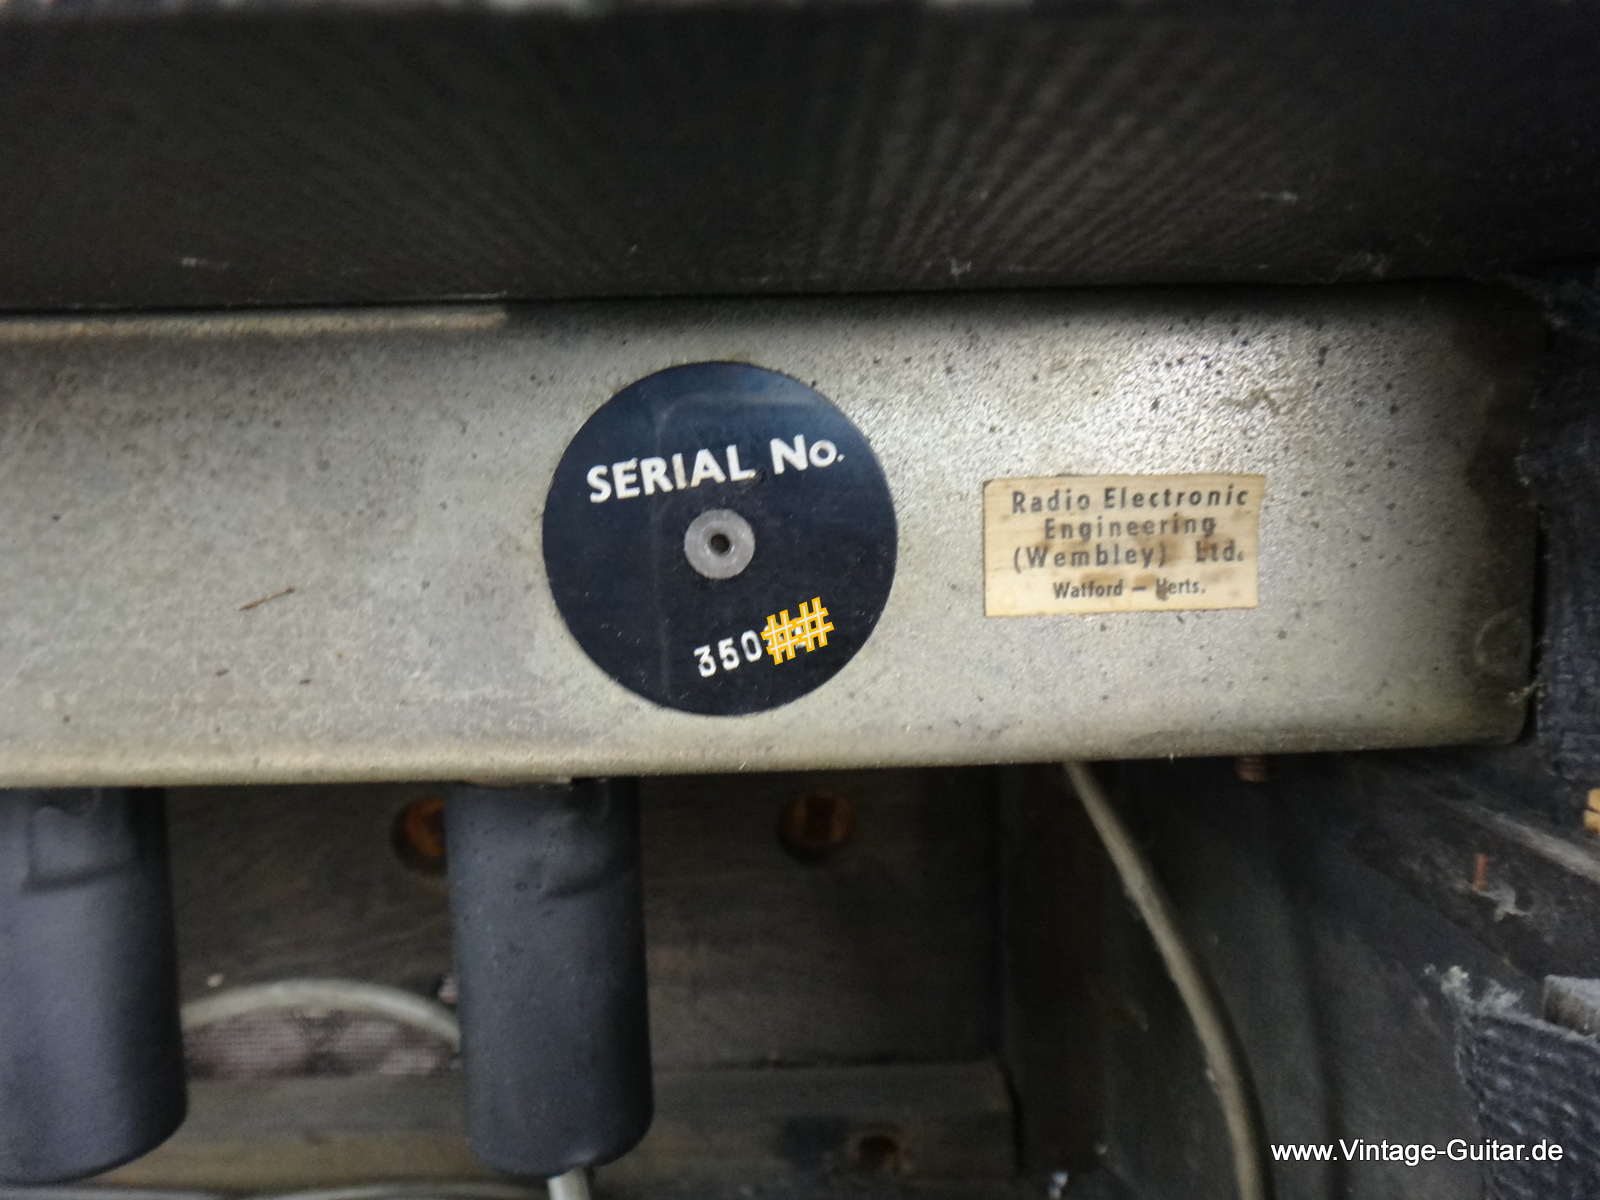 SERIAL No.
350##
Radio Electronic
Engineering
(Wembley) Ltd.
Watford — Herts.
www.Vintage-Guitar.de